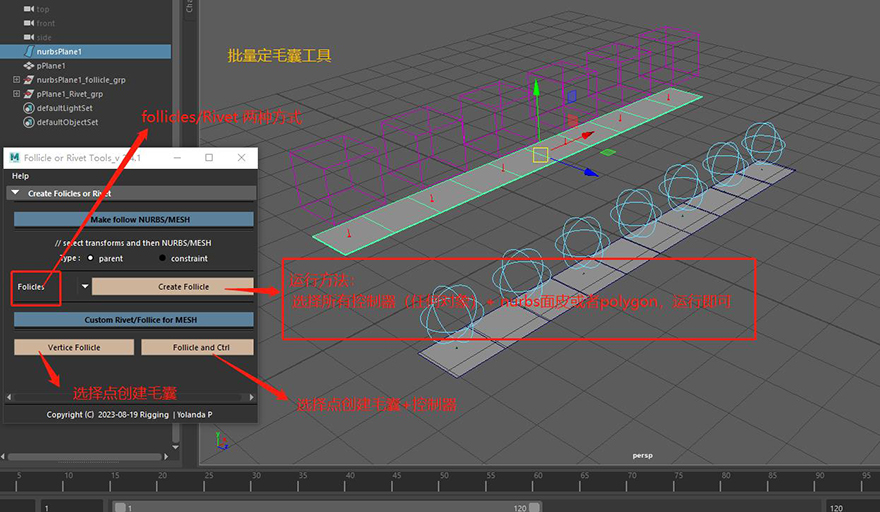 top
front
side
nurbsPlane1
pPlane1
nurbsPlane1_follicle_grp
pPlane1_Rivet_grp
defaultLightSet
defaultObjectSet
Cha
批量定毛囊工具
follicles/Rivet 两种方式
Follicle or Rivet Tools_v
4.1
Help
Create Follicles or Rivet
Make follow NURBS/MESH
// select transforms and then NURBS/MESH
Type : parent constraint
Follicles
Create Follicle
运行方法:
选择所有控制器（任何对象）+ nurbs面皮或者polygon，运行即可
Custom Rivet/Follice for MESH
Vertice Follicle
Follicle and Ctrl
选择点创建毛囊
选择点创建毛囊+控制器
Copyright (C) 2023-08-19 Rigging | Yolanda P
y
persp
5 10 15 20 25 30 35 40 45 50 55 60 65 70 75 80 85 90 95
1
1
120
120